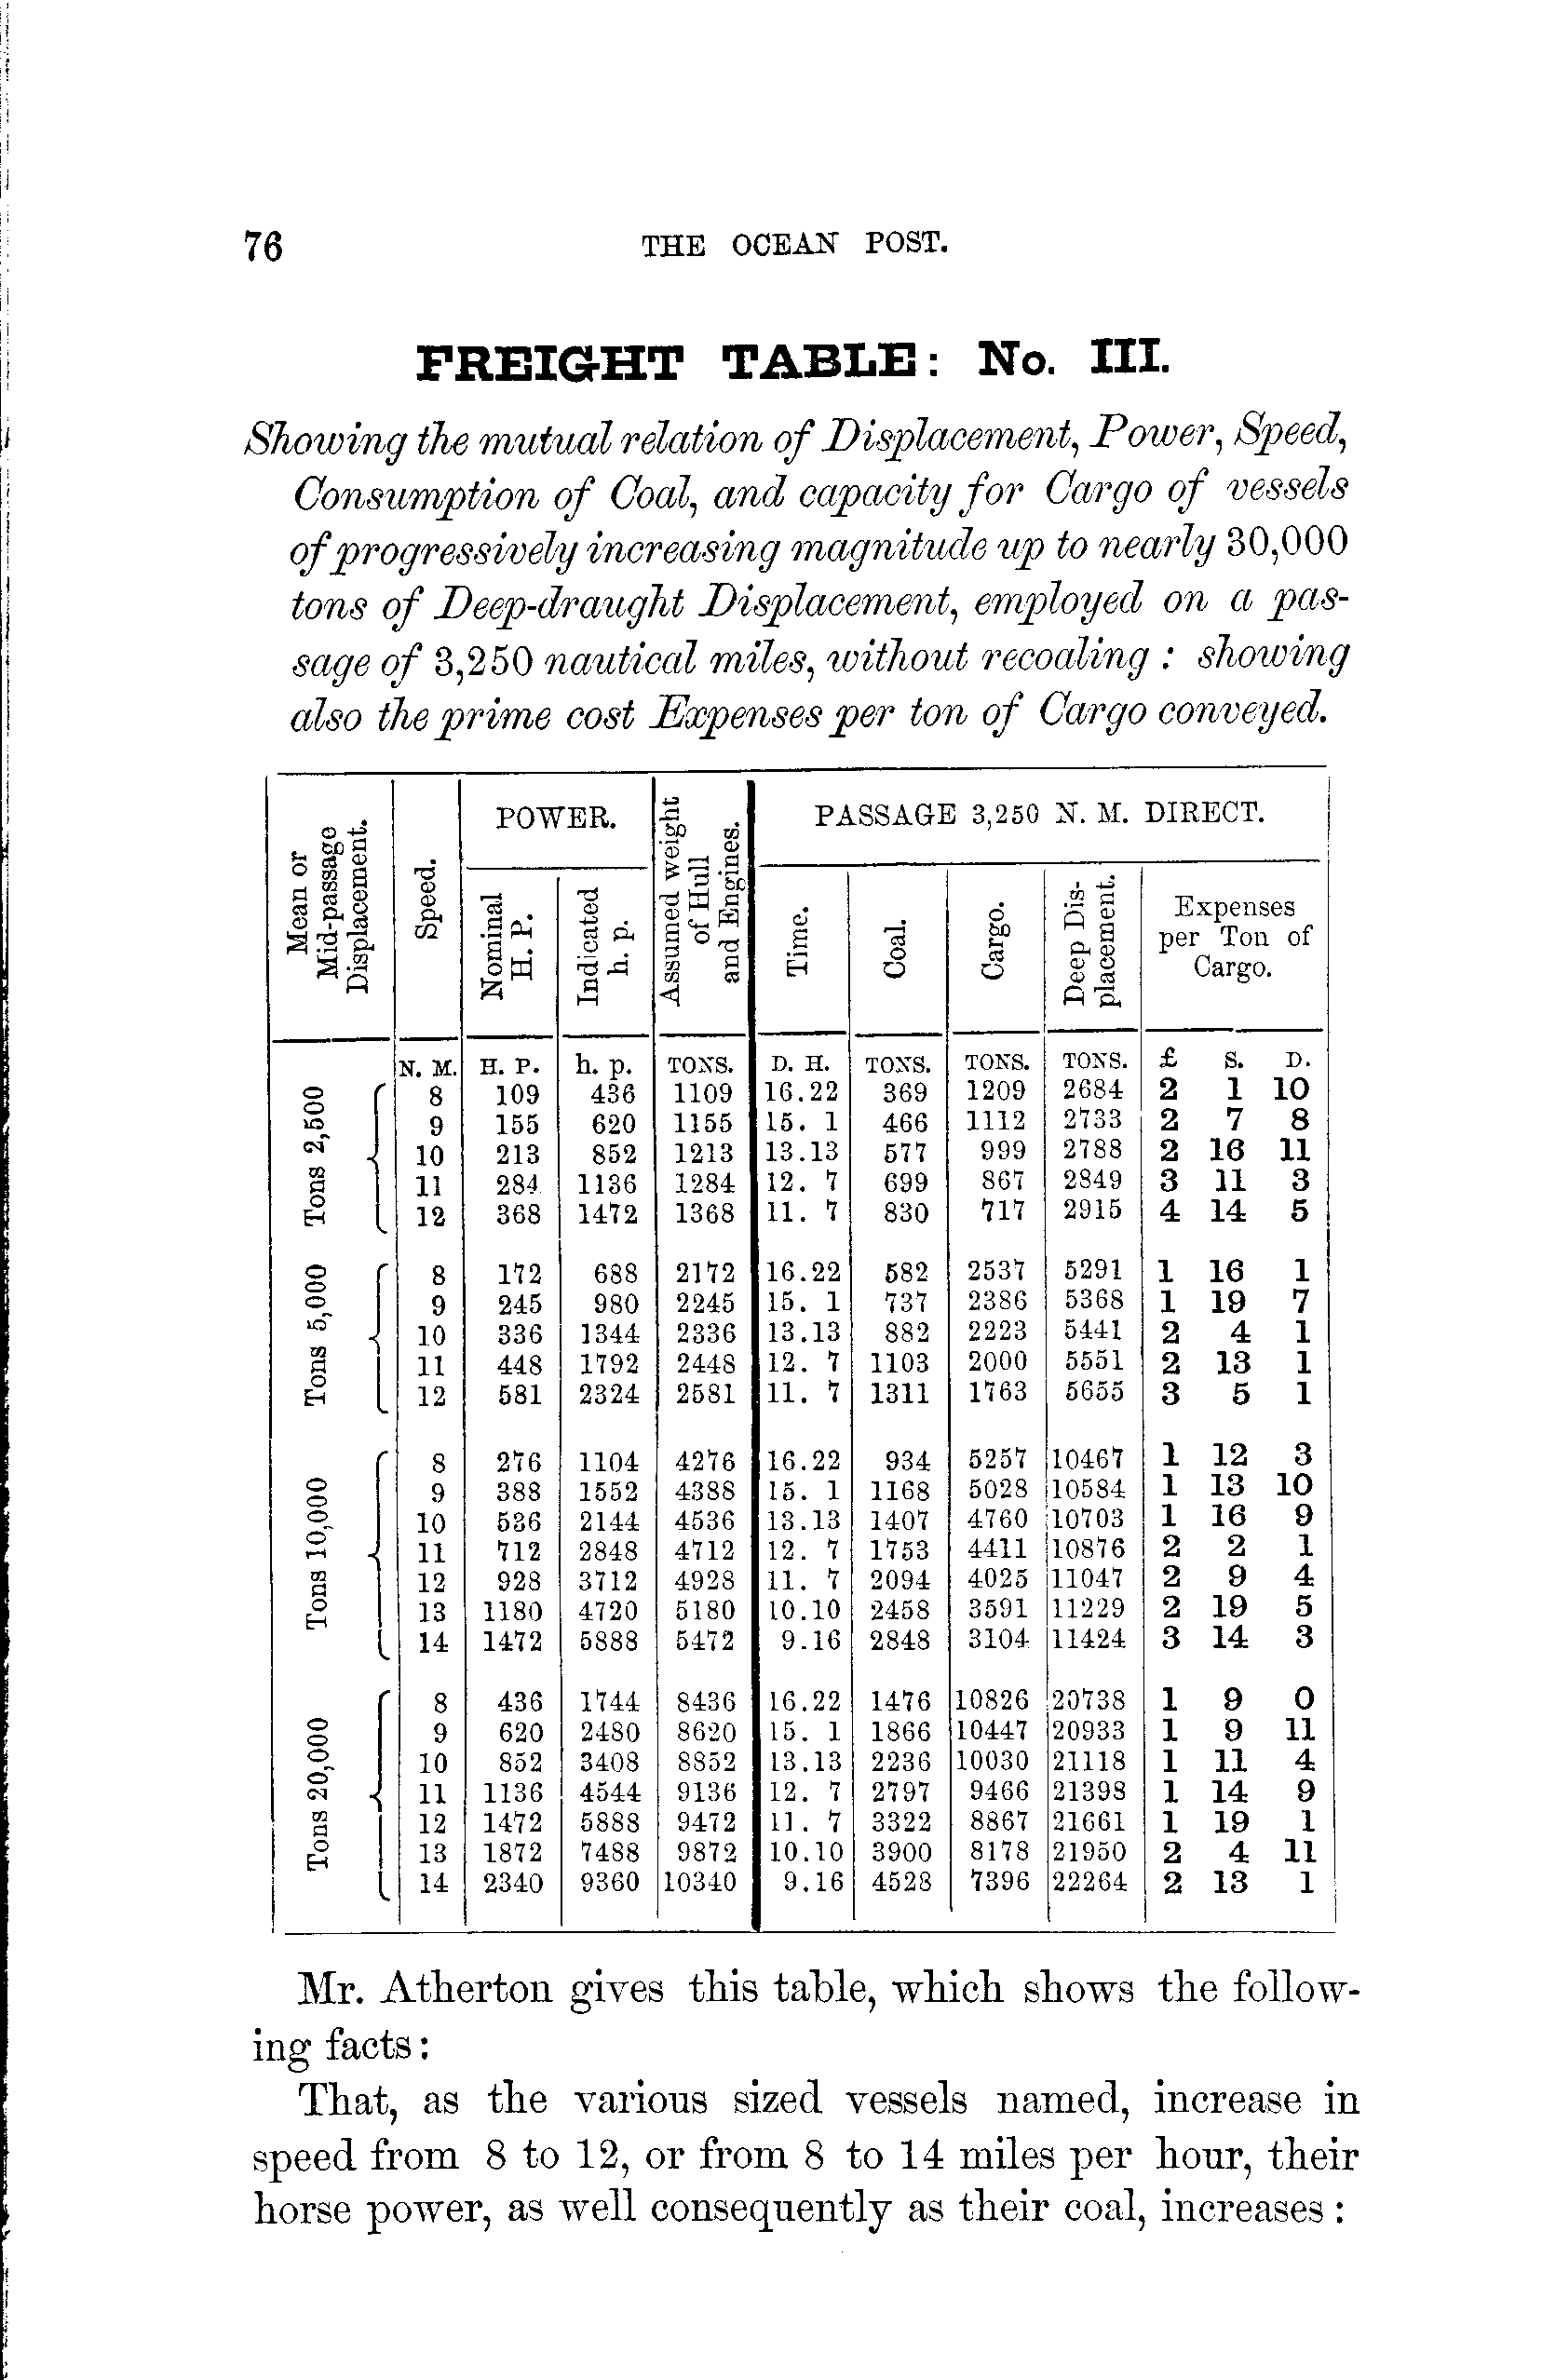 76 THE OCEAN POST.
FREIGHT TABLE: No. III.
Showing the mutual relation of Displacement, Power, Speed,
Consumption of Coal, and capacity for Cargo of vessels
of progressively increasing magnitude up to nearly 30,000
tons of Deep-draught Displacement, employed on a pas-
sage of 3,250 nautical miles, without recoaling : showing
also the prime cost Expenses per ton of Cargo conveyed.
Mean or Mid-passage Displacement.
Speed.
POWER.
Nominal H. P.
Indicated h. p.
Assumed weight of Hull and Engines.
PASSAGE 3,250 N. M. DIRECT.
Time.
Coal.
Cargo.
Deep Dis-placement.
Expenses
per Ton of
Cargo.
N. M. H. P. h. p. TONS. D. H. TONS. TONS. TONS. £ S. D.
Tons 2,500
8 109 436 1109 16.22 369 1209 2684 2 1 10
9 155 620 1155 15. 1 466 1112 2733 2 7 8
10 213 852 1213 13.13 577 999 2788 2 16 11
11 284 1136 1284 12. 7 699 867 2849 3 11 3
12 368 1472 1368 11. 7 830 717 2915 4 14 5
Tons 5,000
8 172 688 2172 16.22 582 2537 5291 1 16 1
9 245 980 2245 15. 1 737 2386 5368 1 19 7
10 336 1344 2336 13.13 882 2223 5441 2 4 1
11 448 1792 2448 12. 7 1103 2000 5551 2 13 1
12 581 2324 2581 11. 7 1311 1763 5655 3 5 1
Tons 10,000
8 276 1104 4276 16.22 934 5257 10467 1 12 3
9 388 1552 4388 15. 1 1168 5028 10584 1 13 10
10 536 2144 4536 13.13 1407 4760 10703 1 16 9
11 712 2848 4712 12. 7 1753 4411 10876 2 2 1
12 928 3712 4928 11. 7 2094 4025 11047 2 9 4
13 1180 4720 5180 10.10 2458 3591 11229 2 19 5
14 1472 5888 5472 9.16 2848 3104 11424 3 14 3
Tons 20,000
8 436 1744 8436 16.22 1476 10826 20738 1 9 0
9 620 2480 8620 15. 1 1866 10447 20933 1 9 11
10 852 3408 8852 13.13 2236 10030 21118 1 11 4
11 1136 4544 9136 12. 7 2797 9466 21398 1 14 9
12 1472 5888 9472 11. 7 3322 8867 21661 1 19 1
13 1872 7488 9872 10.10 3900 8178 21950 2 4 11
14 2340 9360 10340 9.16 4528 7396 22264 2 13 1
Mr. Atherton gives this table, which shows the follow-
ing facts:
That, as the various sized vessels named, increase in
speed from 8 to 12, or from 8 to 14 miles per hour, their
horse power, as well consequently as their coal, increases :